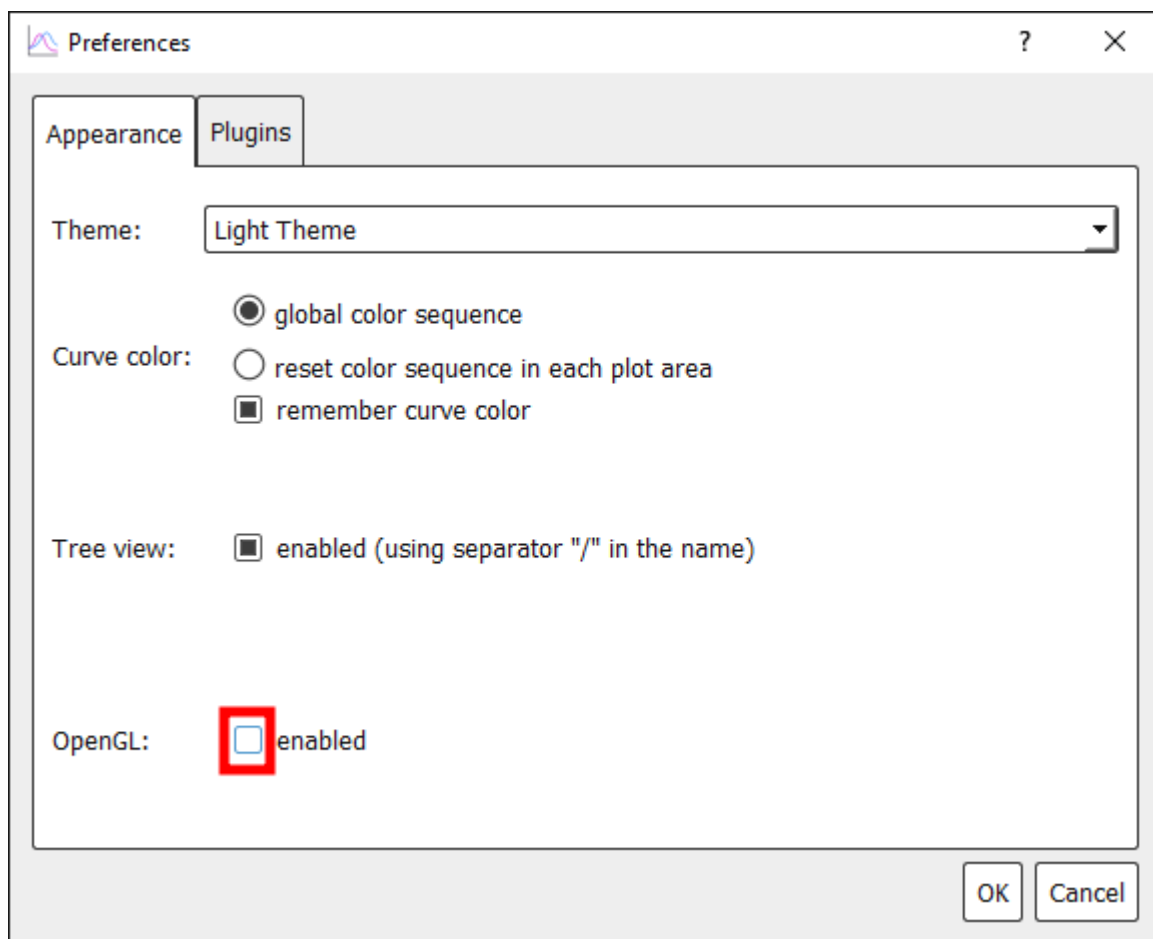 Preferences
?
Appearance
Plugins
Theme:
Light Theme
global color sequence
Curve color:
reset color sequence in each plot area
remember curve color
Tree view:
enabled (using separator "/" in the name)
OpenGL:
enabled
OK
Cancel